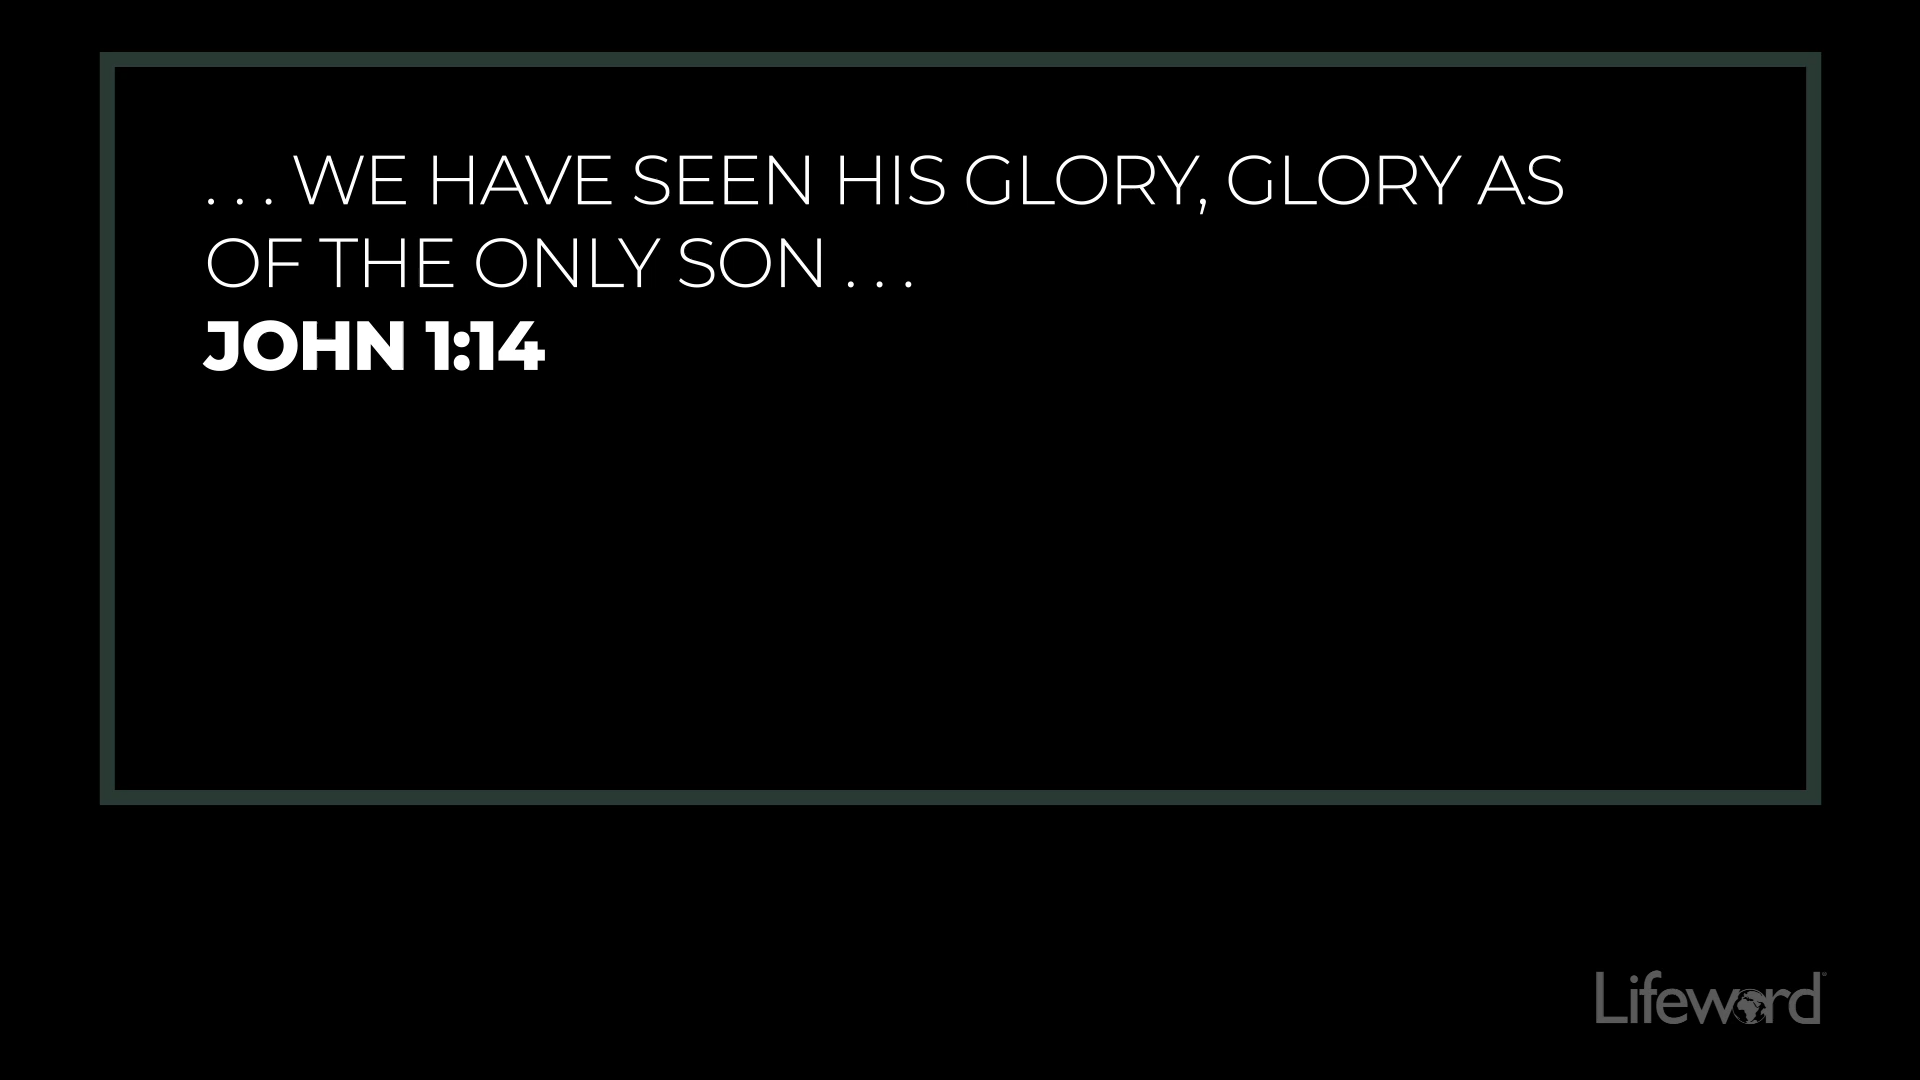 . . . WE HAVE SEEN HIS GLORY, GLORY AS
OF THE ONLY SON . . .
JOHN 1:14
Lifeword